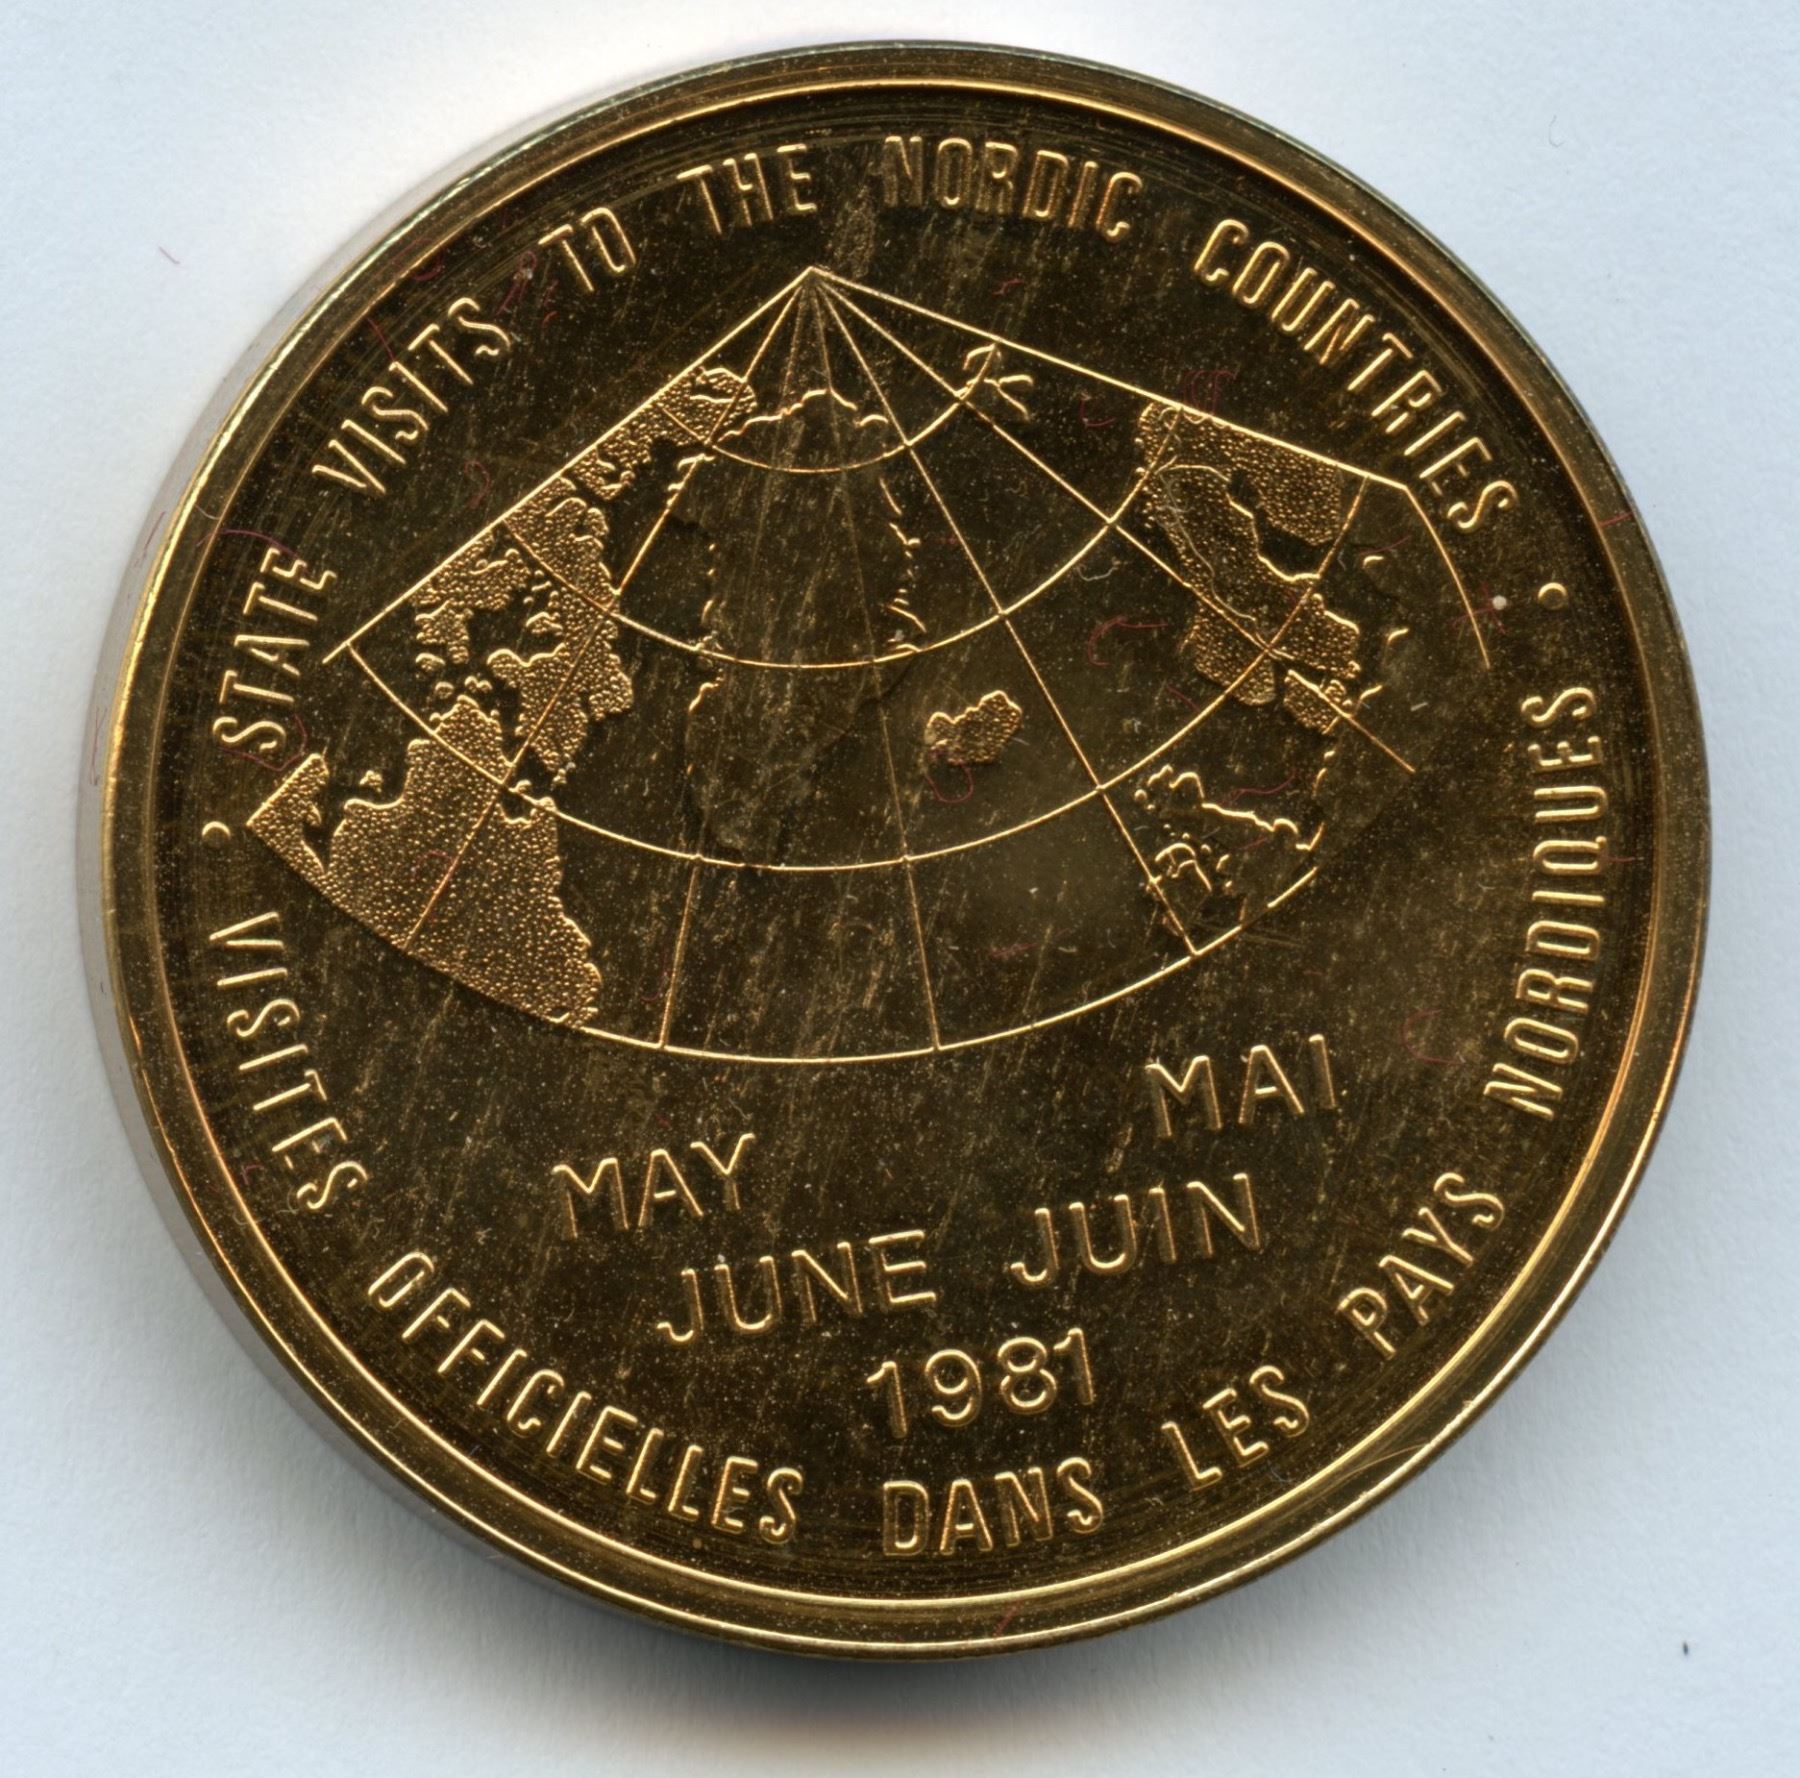 STATE VISITS TO THE NORDIC COUNTRIES
MAY MAI
JUNE JUIN
1981
VISITES OFFICIELLES DANS LES PAYS NORDIQUES